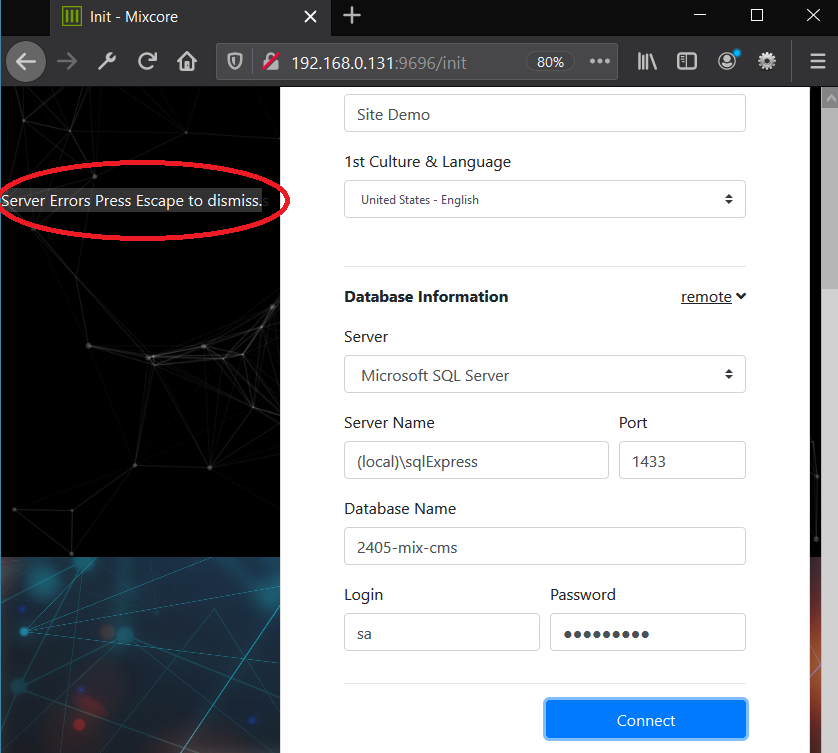 Init - Mixcore
192.168.0.131:9696/init
80%
Site Demo
1st Culture & Language
Server Errors Press Escape to dismiss.s
United States - English
Database Information
remote
Server
Microsoft SQL Server
Server Name
Port
(local)\sqlExpress
1433
Database Name
2405-mix-cms
Login
Password
sa
●●●●●●●●●
Connect